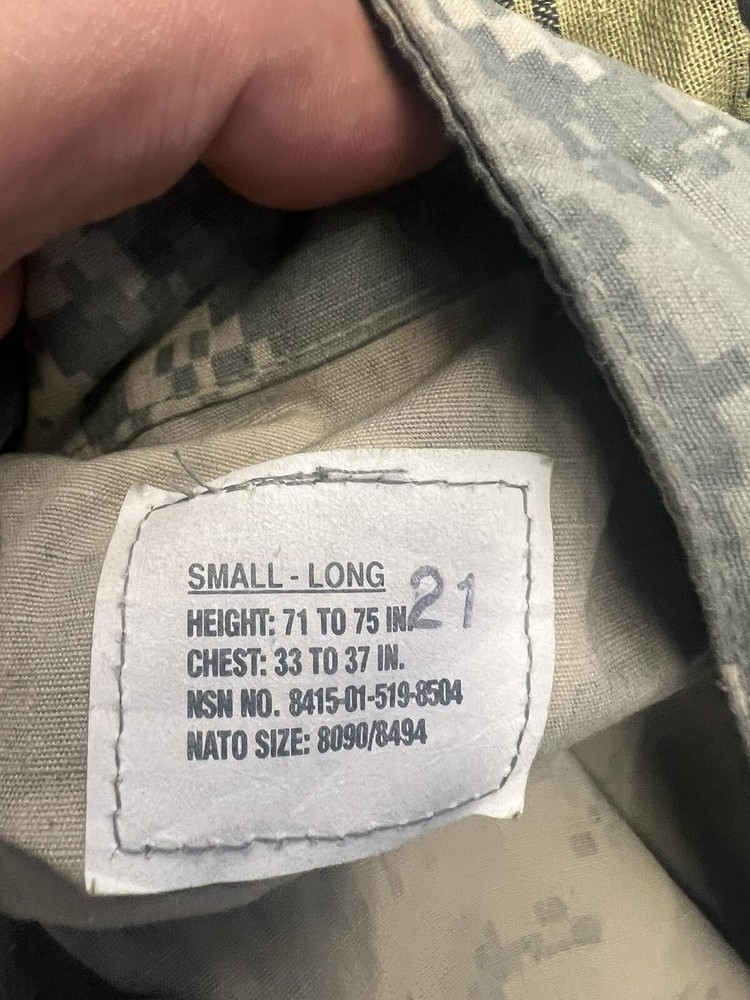 SMALL - LONG
21
HEIGHT: 71 TO 75 IN.
CHEST: 33 TO 37 IN.
NSN NO. 8415-01-519-8504
NATO SIZE: 8090/8494